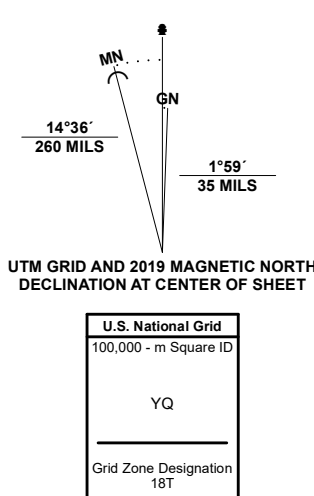 MN
GN
14°36´
260 MILS
1°59´
35 MILS
UTM GRID AND 2019 MAGNETIC NORTH
DECLINATION AT CENTER OF SHEET
U.S. National Grid
100,000 - m Square ID
YQ
Grid Zone Designation
18T